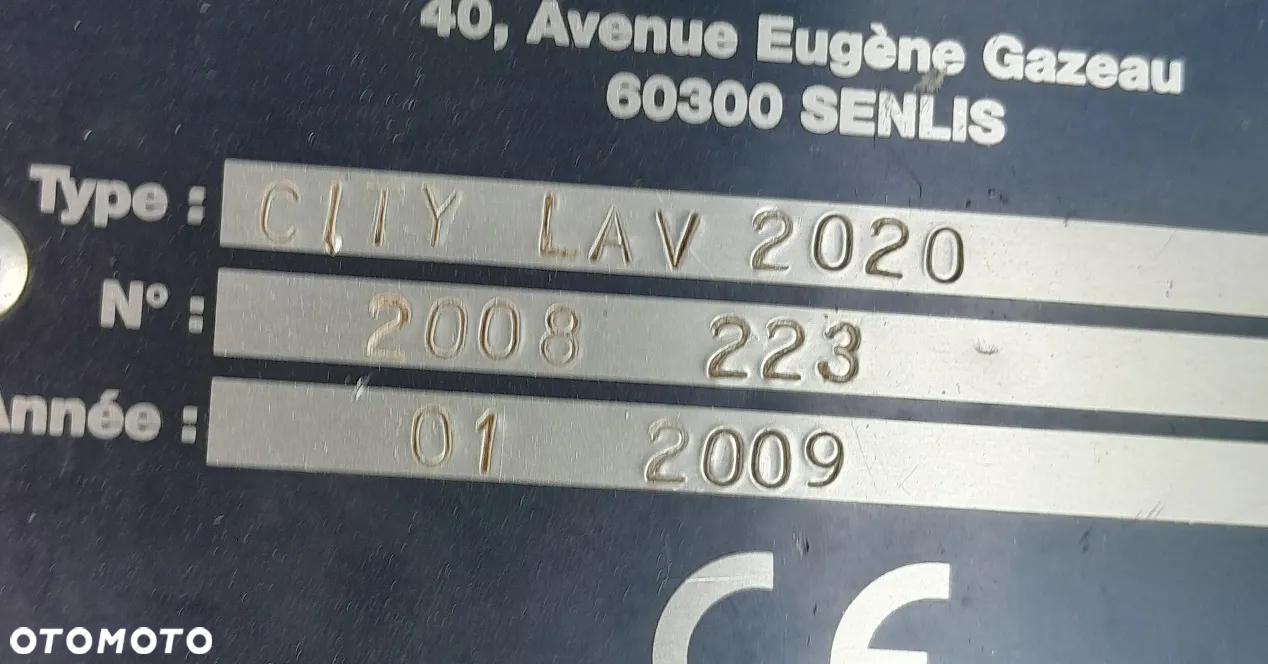 40, Avenue Eugène Gazeau
60300 SENLIS
Type : CITY LAV 2020
N° : 2008 223
Année : 01 2009
CE
OTOMOTO